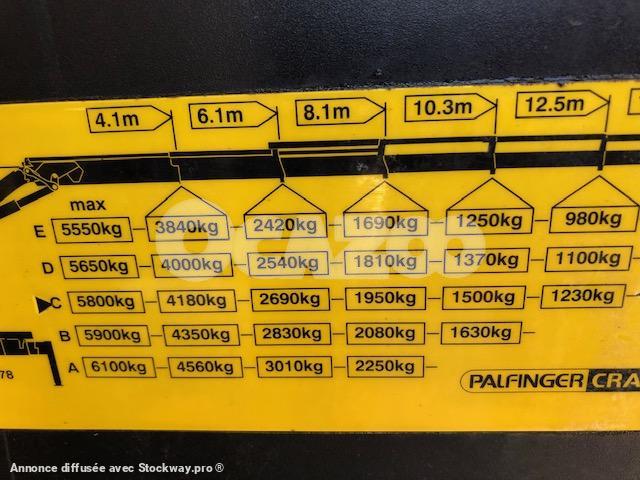 4.1m 6.1m 8.1m 10.3m 12.5m
max
E 5550kg 3840kg 2420kg 1690kg 1250kg 980kg
D 5650kg 4000kg 2540kg 1810kg 1370kg 1100kg
C 5800kg 4180kg 2690kg 1950kg 1500kg 1230kg
B 5900kg 4350kg 2830kg 2080kg 1630kg
A 6100kg 4560kg 3010kg 2250kg
78
PALFINGER CRA
OCAZOO
Annonce diffusée avec Stockway.pro ®